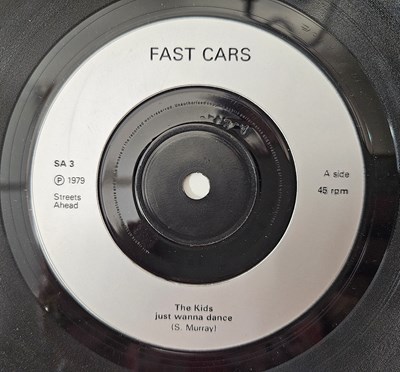 FAST CARS
SA 3
Ⓟ 1979
Streets
Ahead
A side
45 rpm
The Kids
just wanna dance
(S. Murray)